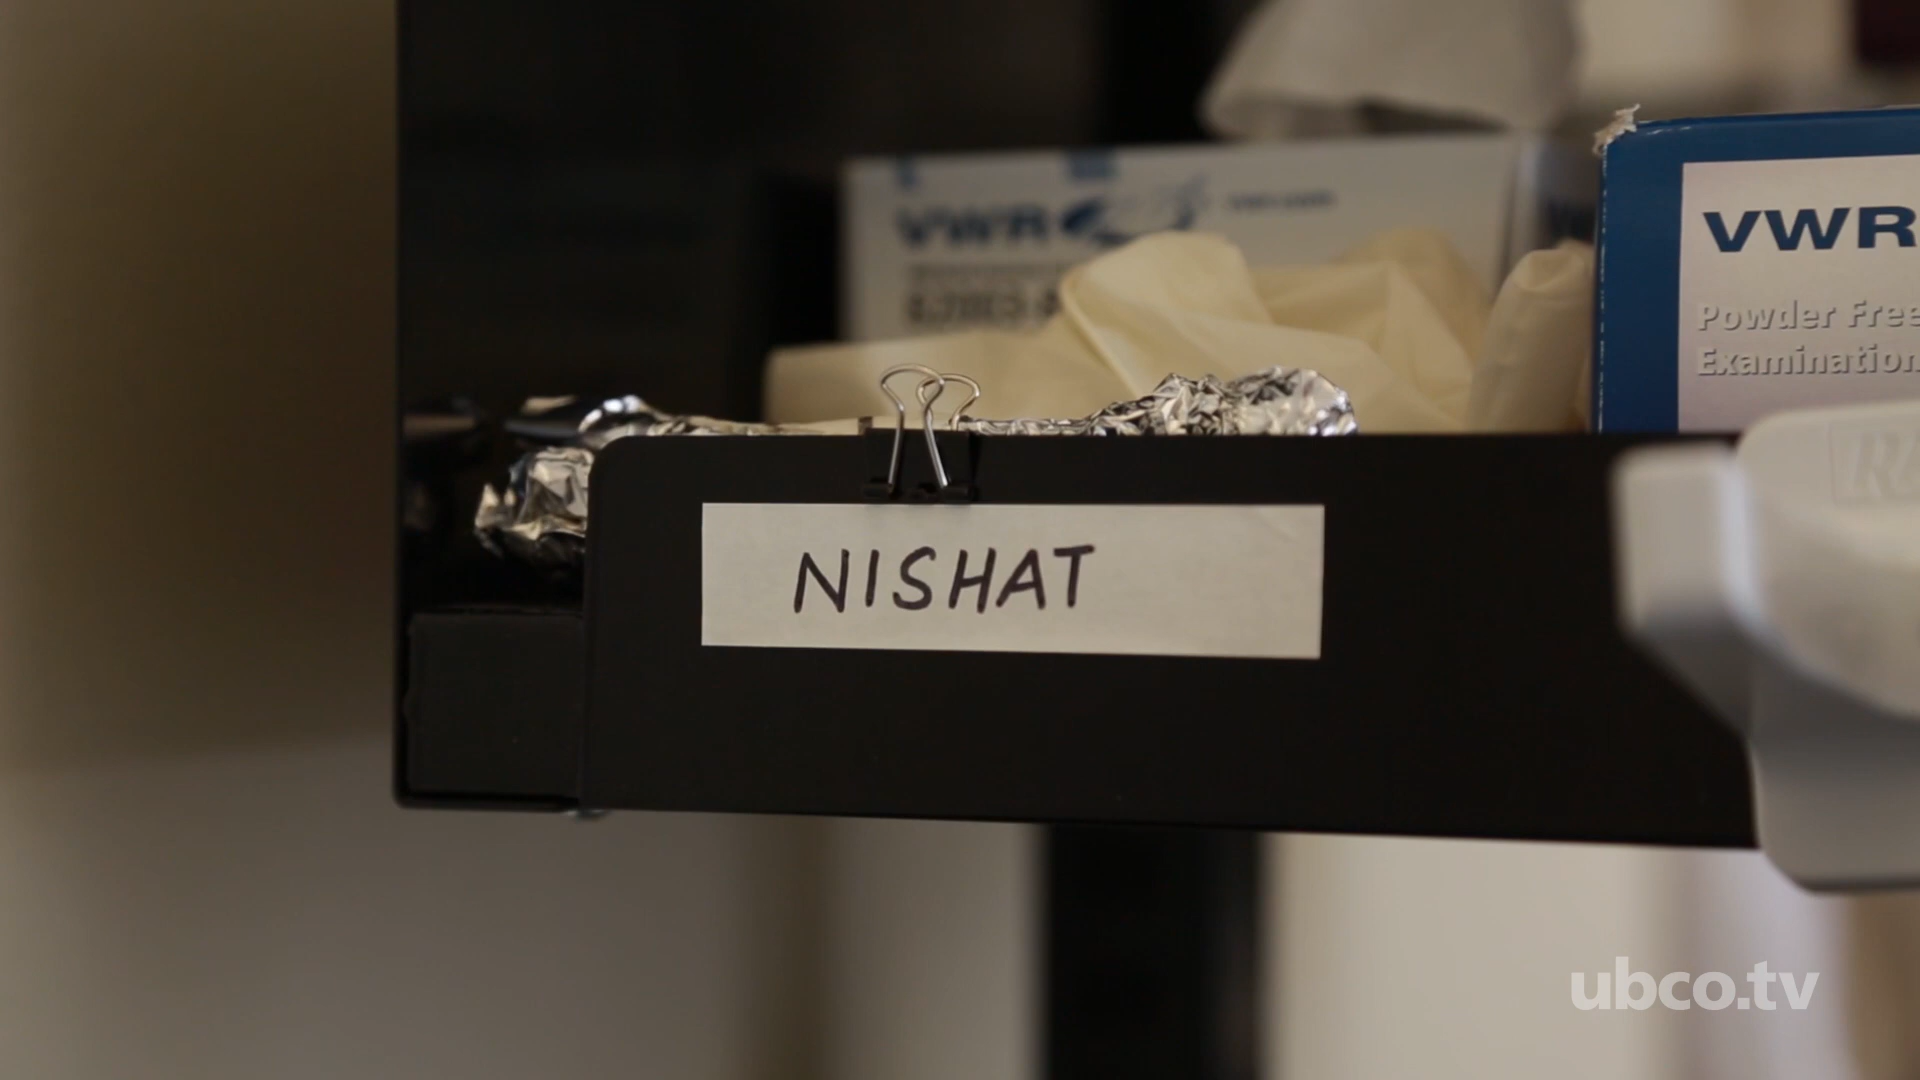 VWR
VWR
Powder Free
Examination
NISHAT
ubco.tv